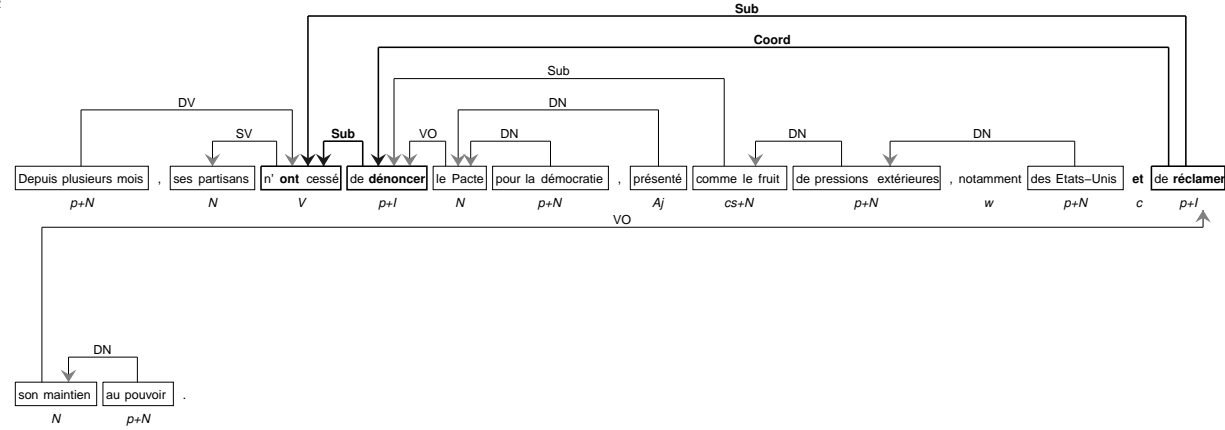 Sub
Coord
Sub
DV DN
SV Sub VO DN DN DN
Depuis plusieurs mois , ses partisans n' ont cessé de dénoncer le Pacte pour la démocratie , présenté comme le fruit de pressions extérieures , notamment des Etats–Unis et de réclamer
p+N N V p+I N p+N Aj cs+N p+N w p+N c p+I
VO
DN
son maintien au pouvoir .
N p+N